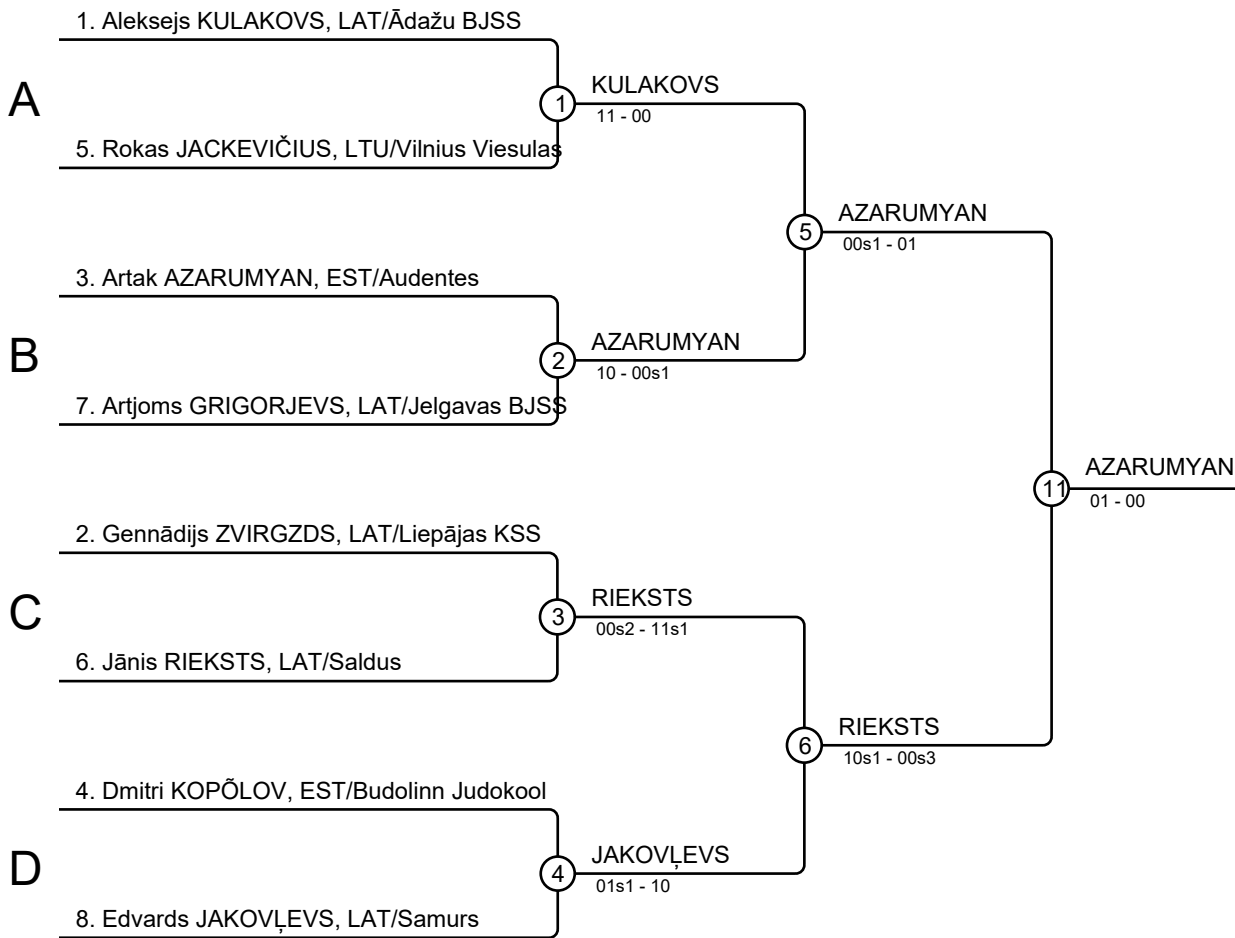 1. Aleksejs KULAKOVS, LAT/Ādažu BJSS
A
1
KULAKOVS
11 - 00
5. Rokas JACKEVIČIUS, LTU/Vilnius Viesulas
5
AZARUMYAN
00s1 - 01
3. Artak AZARUMYAN, EST/Audentes
B
2
AZARUMYAN
10 - 00s1
7. Artjoms GRIGORJEVS, LAT/Jelgavas BJSS
11
AZARUMYAN
01 - 00
2. Gennādijs ZVIRGZDS, LAT/Liepājas KSS
C
3
RIEKSTS
00s2 - 11s1
6. Jānis RIEKSTS, LAT/Saldus
6
RIEKSTS
10s1 - 00s3
4. Dmitri KOPÕLOV, EST/Budolinn Judokool
D
4
JAKOVĻEVS
01s1 - 10
8. Edvards JAKOVĻEVS, LAT/Samurs